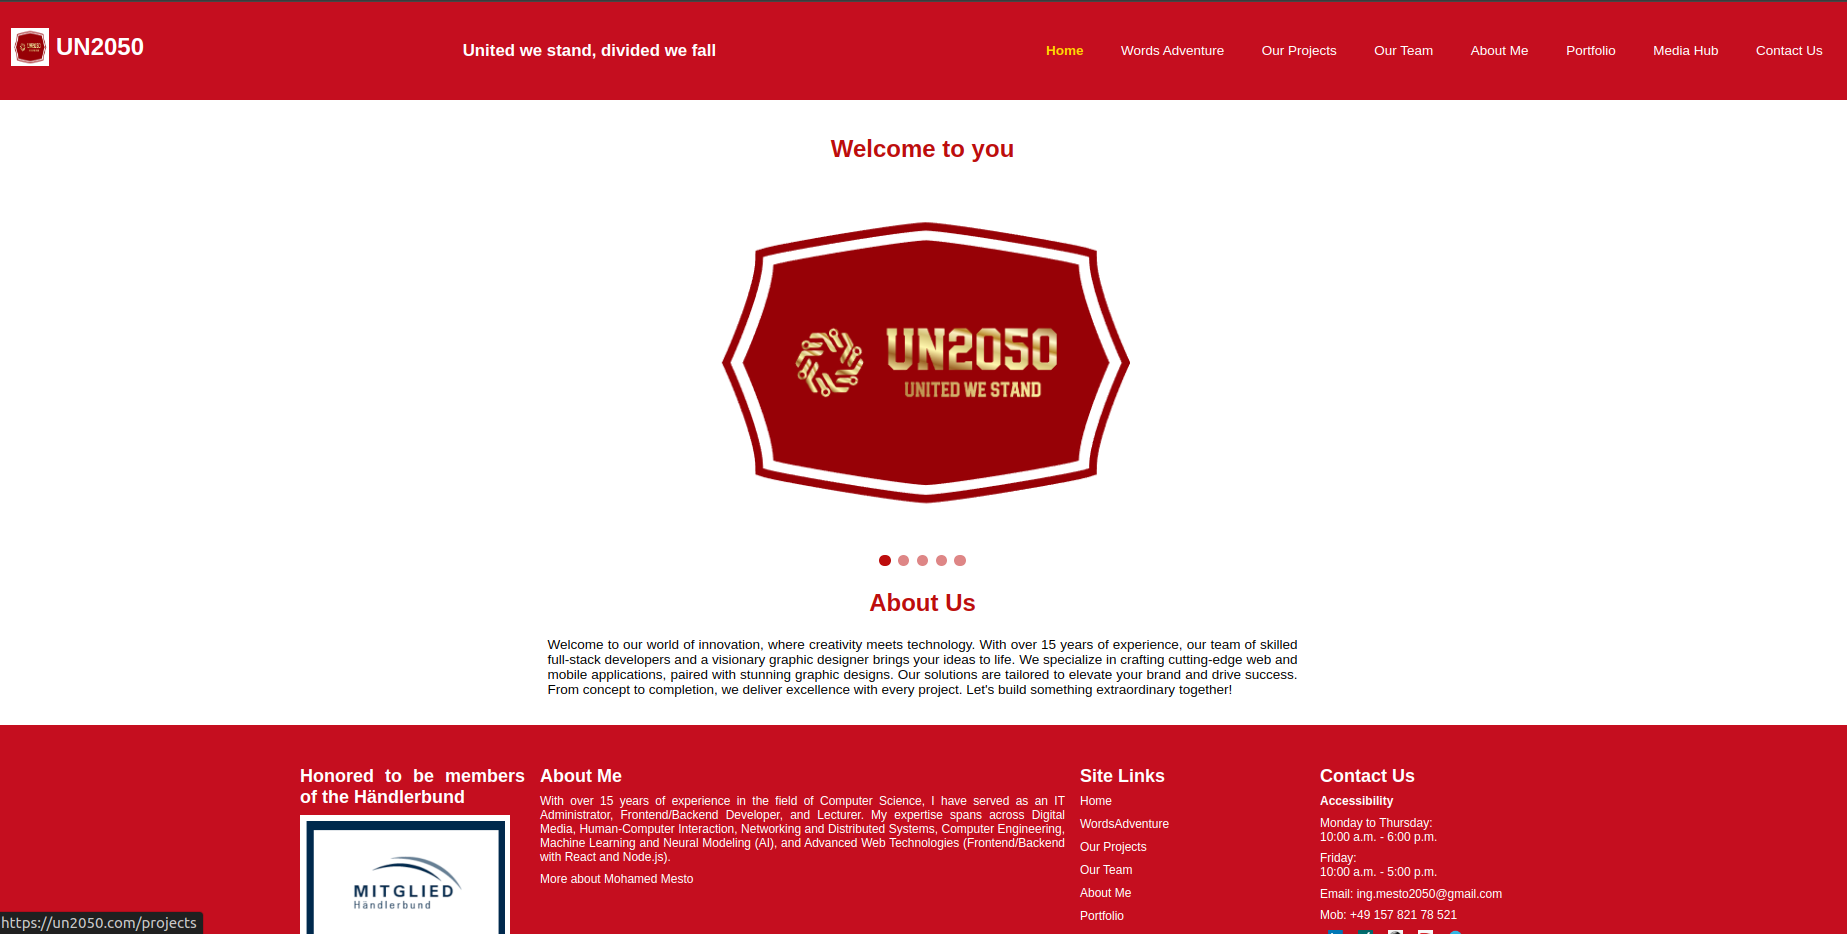 UN2050
UN2050
United we stand, divided we fall
Home
Words Adventure
Our Projects
Our Team
About Me
Portfolio
Media Hub
Contact Us
Welcome to you
UN2050
UNITED WE STAND
About Us
Welcome to our world of innovation, where creativity meets technology. With over 15 years of experience, our team of skilled
full-stack developers and a visionary graphic designer brings your ideas to life. We specialize in crafting cutting-edge web and
mobile applications, paired with stunning graphic designs. Our solutions are tailored to elevate your brand and drive success.
From concept to completion, we deliver excellence with every project. Let's build something extraordinary together!
Honored to be members
of the Händlerbund
MITGLIED
Händlerbund
About Me
With over 15 years of experience in the field of Computer Science, I have served as an IT
Administrator, Frontend/Backend Developer, and Lecturer. My expertise spans across Digital
Media, Human-Computer Interaction, Networking and Distributed Systems, Computer Engineering,
Machine Learning and Neural Modeling (AI), and Advanced Web Technologies (Frontend/Backend
with React and Node.js).
More about Mohamed Mesto
Site Links
Home
WordsAdventure
Our Projects
Our Team
About Me
Portfolio
Contact Us
Accessibility
Monday to Thursday:
10:00 a.m. - 6:00 p.m.
Friday:
10:00 a.m. - 5:00 p.m.
Email: ing.mesto2050@gmail.com
Mob: +49 157 821 78 521
https://un2050.com/projects